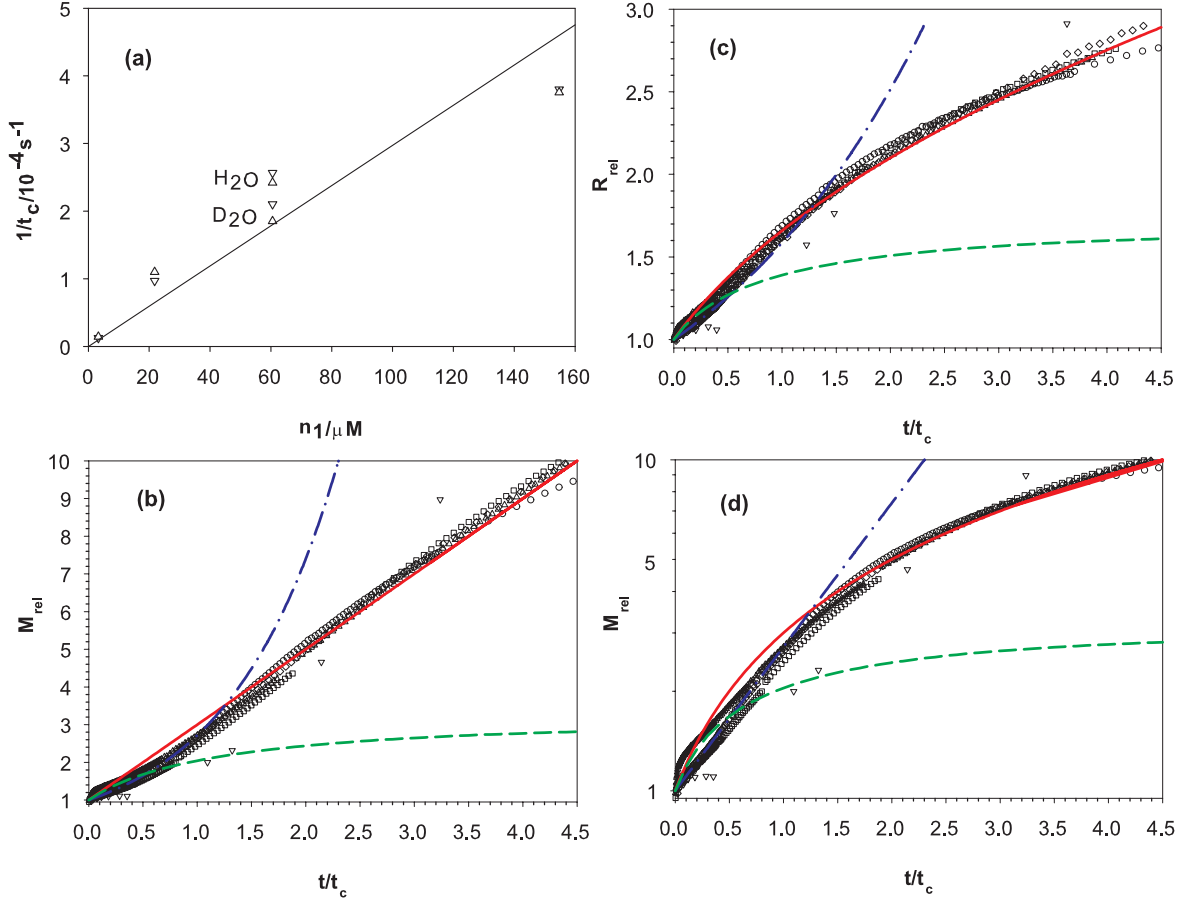 (a)
1/t_c/10⁻⁴s⁻¹
5
4
3
2
1
0
H₂O
D₂O
0 20 40 60 80 100 120 140 160
n₁/μM
(c)
R_rel
3.0
2.5
2.0
1.5
1.0
0.0 0.5 1.0 1.5 2.0 2.5 3.0 3.5 4.0 4.5
t/t_c
(b)
M_rel
10
9
8
7
6
5
4
3
2
1
0.0 0.5 1.0 1.5 2.0 2.5 3.0 3.5 4.0 4.5
t/t_c
(d)
M_rel
10
5
1
0.0 0.5 1.0 1.5 2.0 2.5 3.0 3.5 4.0 4.5
t/t_c